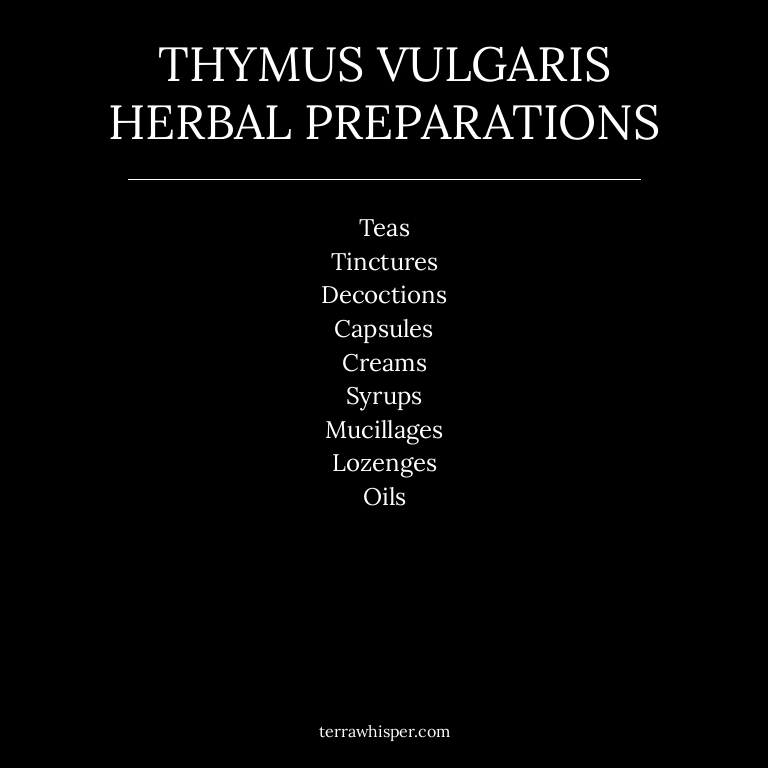 THYMUS VULGARIS
HERBAL PREPARATIONS
Teas
Tinctures
Decoctions
Capsules
Creams
Syrups
Mucillages
Lozenges
Oils
terrawhisper.com